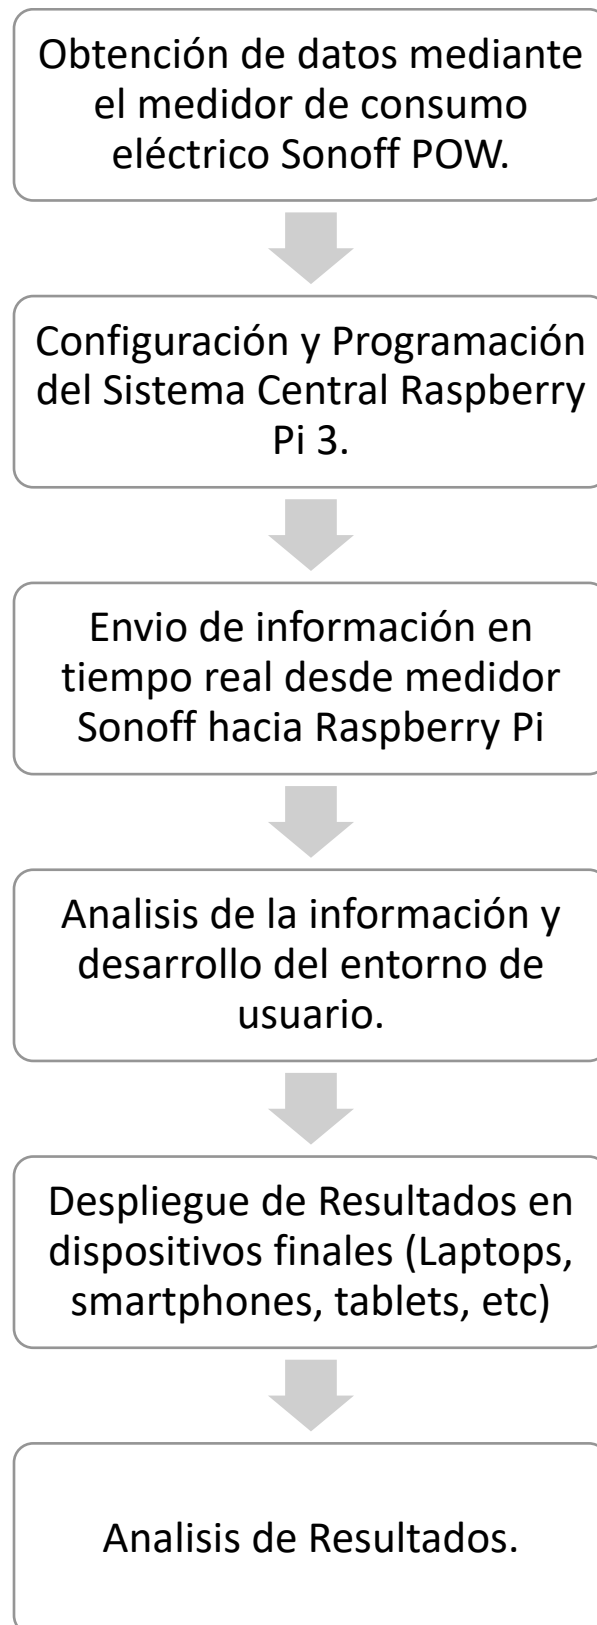 Obtención de datos mediante
el medidor de consumo
eléctrico Sonoff POW.
Configuración y Programación
del Sistema Central Raspberry
Pi 3.
Envio de información en
tiempo real desde medidor
Sonoff hacia Raspberry Pi
Analisis de la información y
desarrollo del entorno de
usuario.
Despliegue de Resultados en
dispositivos finales (Laptops,
smartphones, tablets, etc)
Analisis de Resultados.